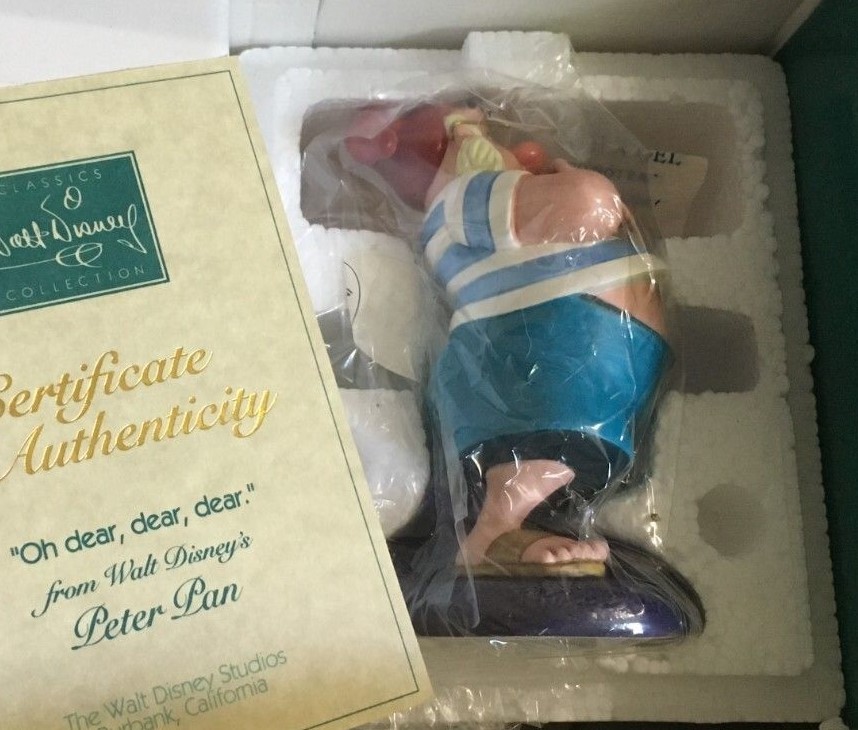 CLASSICS
Walt Disney
COLLECTION
Certificate
Authenticity
"Oh dear, dear, dear."
from Walt Disney's
Peter Pan
The Walt Disney Studios
Burbank, California